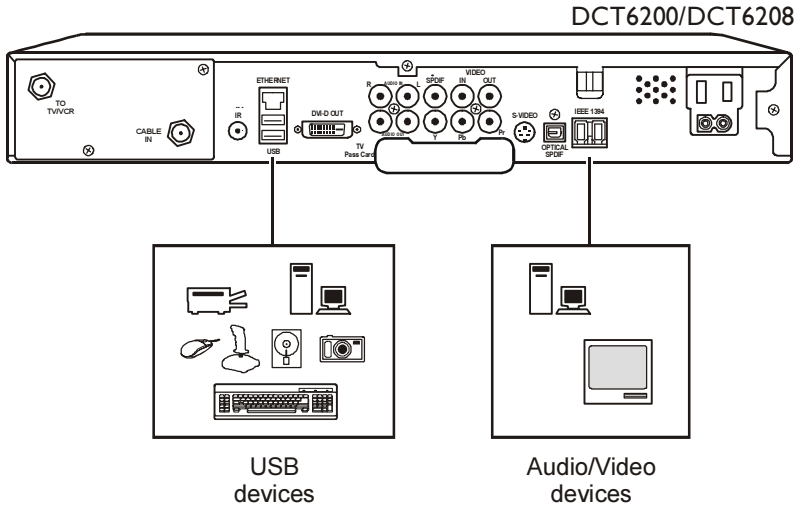 DCT6200/DCT6208
TO
TV/VCR
CABLE
IN
IR
ETHERNET
USB
DVI-D OUT
TV
Pass Card
R AUDIO IN L
SPDIF
VIDEO
IN OUT
AUDIO OUT
Y Pb Pr
S-VIDEO
OPTICAL
SPDIF
IEEE 1394
USB
devices
Audio/Video
devices